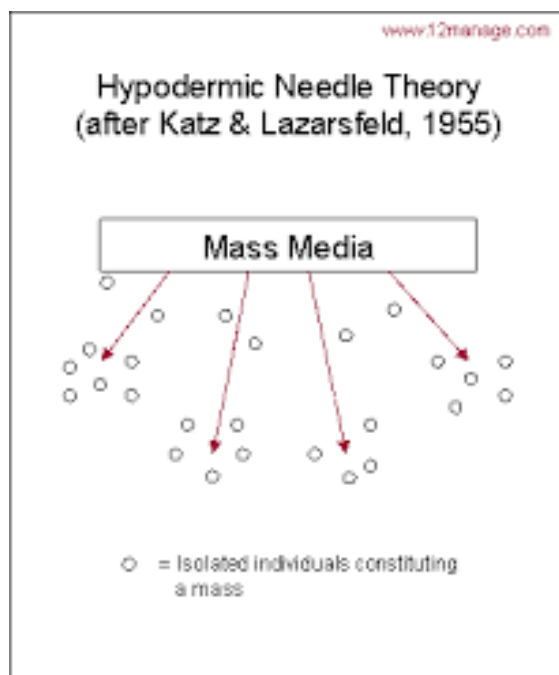 www.12manage.com
Hypodermic Needle Theory
(after Katz & Lazarsfeld, 1955)
Mass Media
= Isolated individuals constituting
a mass